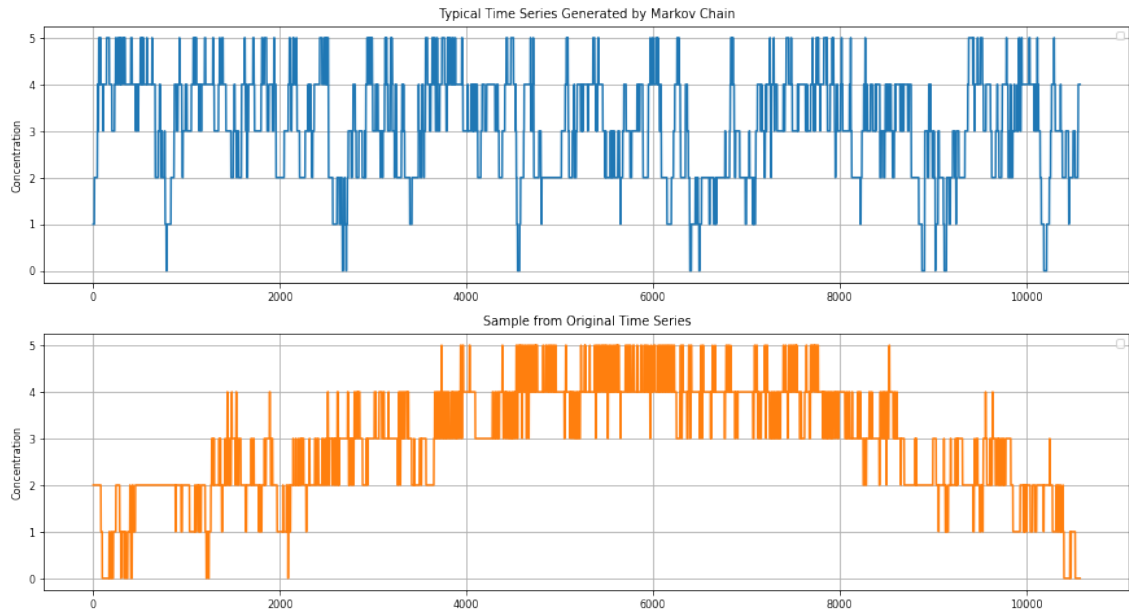 Typical Time Series Generated by Markov Chain
5
4
3
2
1
0
Concentration
0 2000 4000 6000 8000 10000
Sample from Original Time Series
5
4
3
2
1
0
Concentration
0 2000 4000 6000 8000 10000